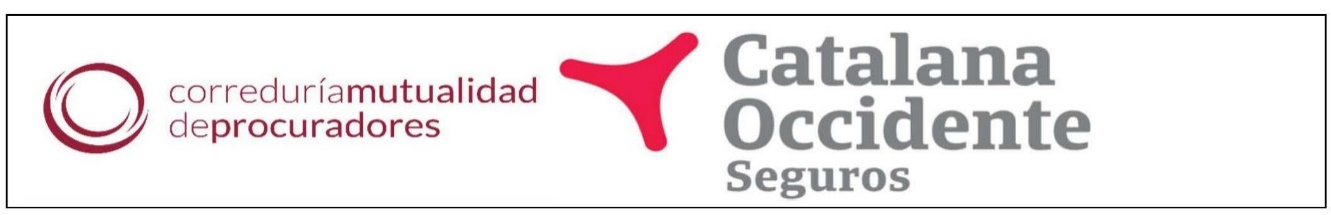 correduríamutualidad
deprocuradores
Catalana
Occidente
Seguros